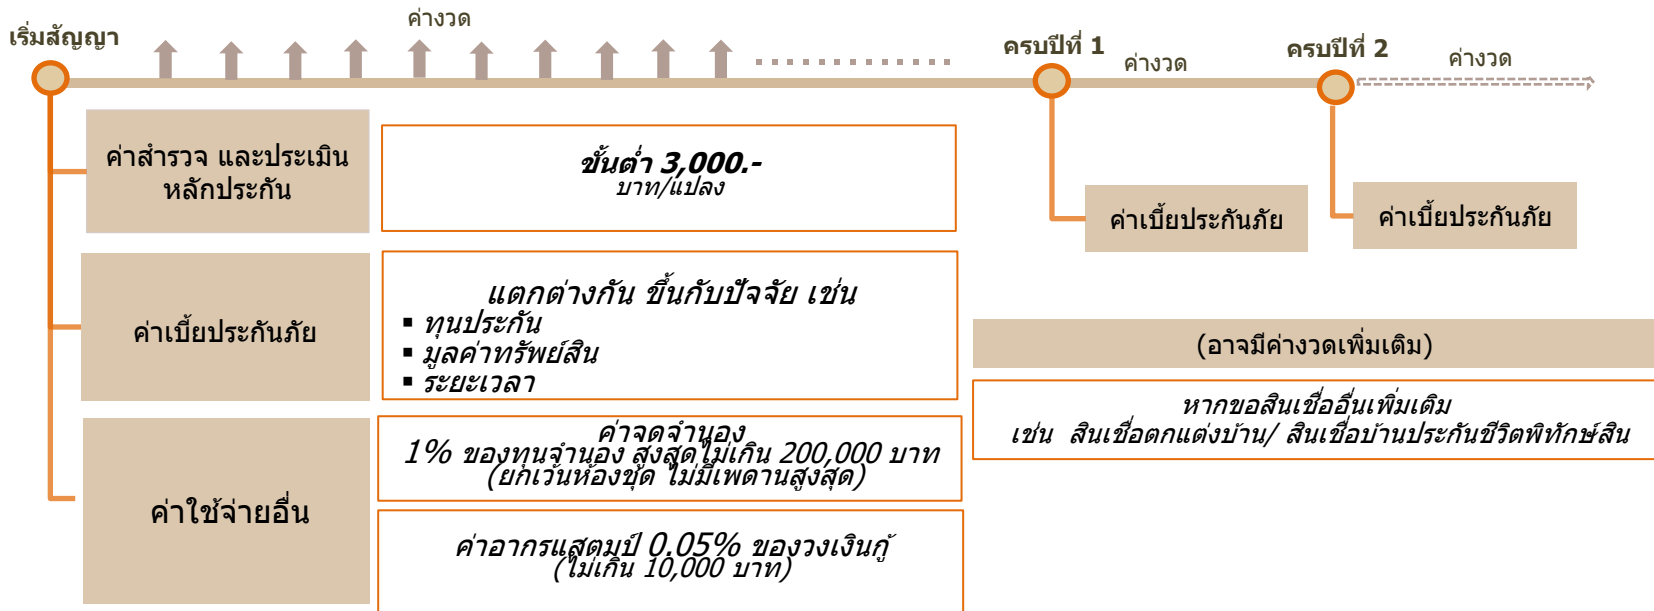 ค่างวด
เริ่มสัญญา
ครบปีที่ 1
ค่างวด
ครบปีที่ 2
ค่างวด
ค่าสำรวจ และประเมิน
หลักประกัน
ขั้นต่ำ 3,000.-
บาท/แปลง
ค่าเบี้ยประกันภัย
ค่าเบี้ยประกันภัย
ค่าเบี้ยประกันภัย
แตกต่างกัน ขึ้นกับปัจจัย เช่น
▪ ทุนประกัน
▪ มูลค่าทรัพย์สิน
▪ ระยะเวลา
(อาจมีค่างวดเพิ่มเติม)
หากขอสินเชื่ออื่นเพิ่มเติม
เช่น สินเชื่อตกแต่งบ้าน/ สินเชื่อบ้านประกันชีวิตพิทักษ์สิน
ค่าใช้จ่ายอื่น
ค่าจดจำนอง
1% ของทุนจำนอง สูงสุดไม่เกิน 200,000 บาท
(ยกเว้นห้องชุด ไม่มีเพดานสูงสุด)
ค่าอากรแสตมป์ 0.05% ของวงเงินกู้
(ไม่เกิน 10,000 บาท)